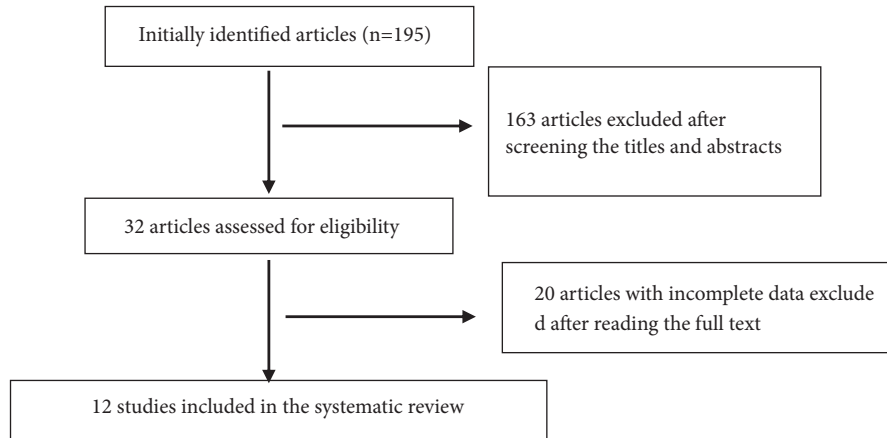 Initially identified articles (n=195)
163 articles excluded after
screening the titles and abstracts
32 articles assessed for eligibility
20 articles with incomplete data exclude
d after reading the full text
12 studies included in the systematic review